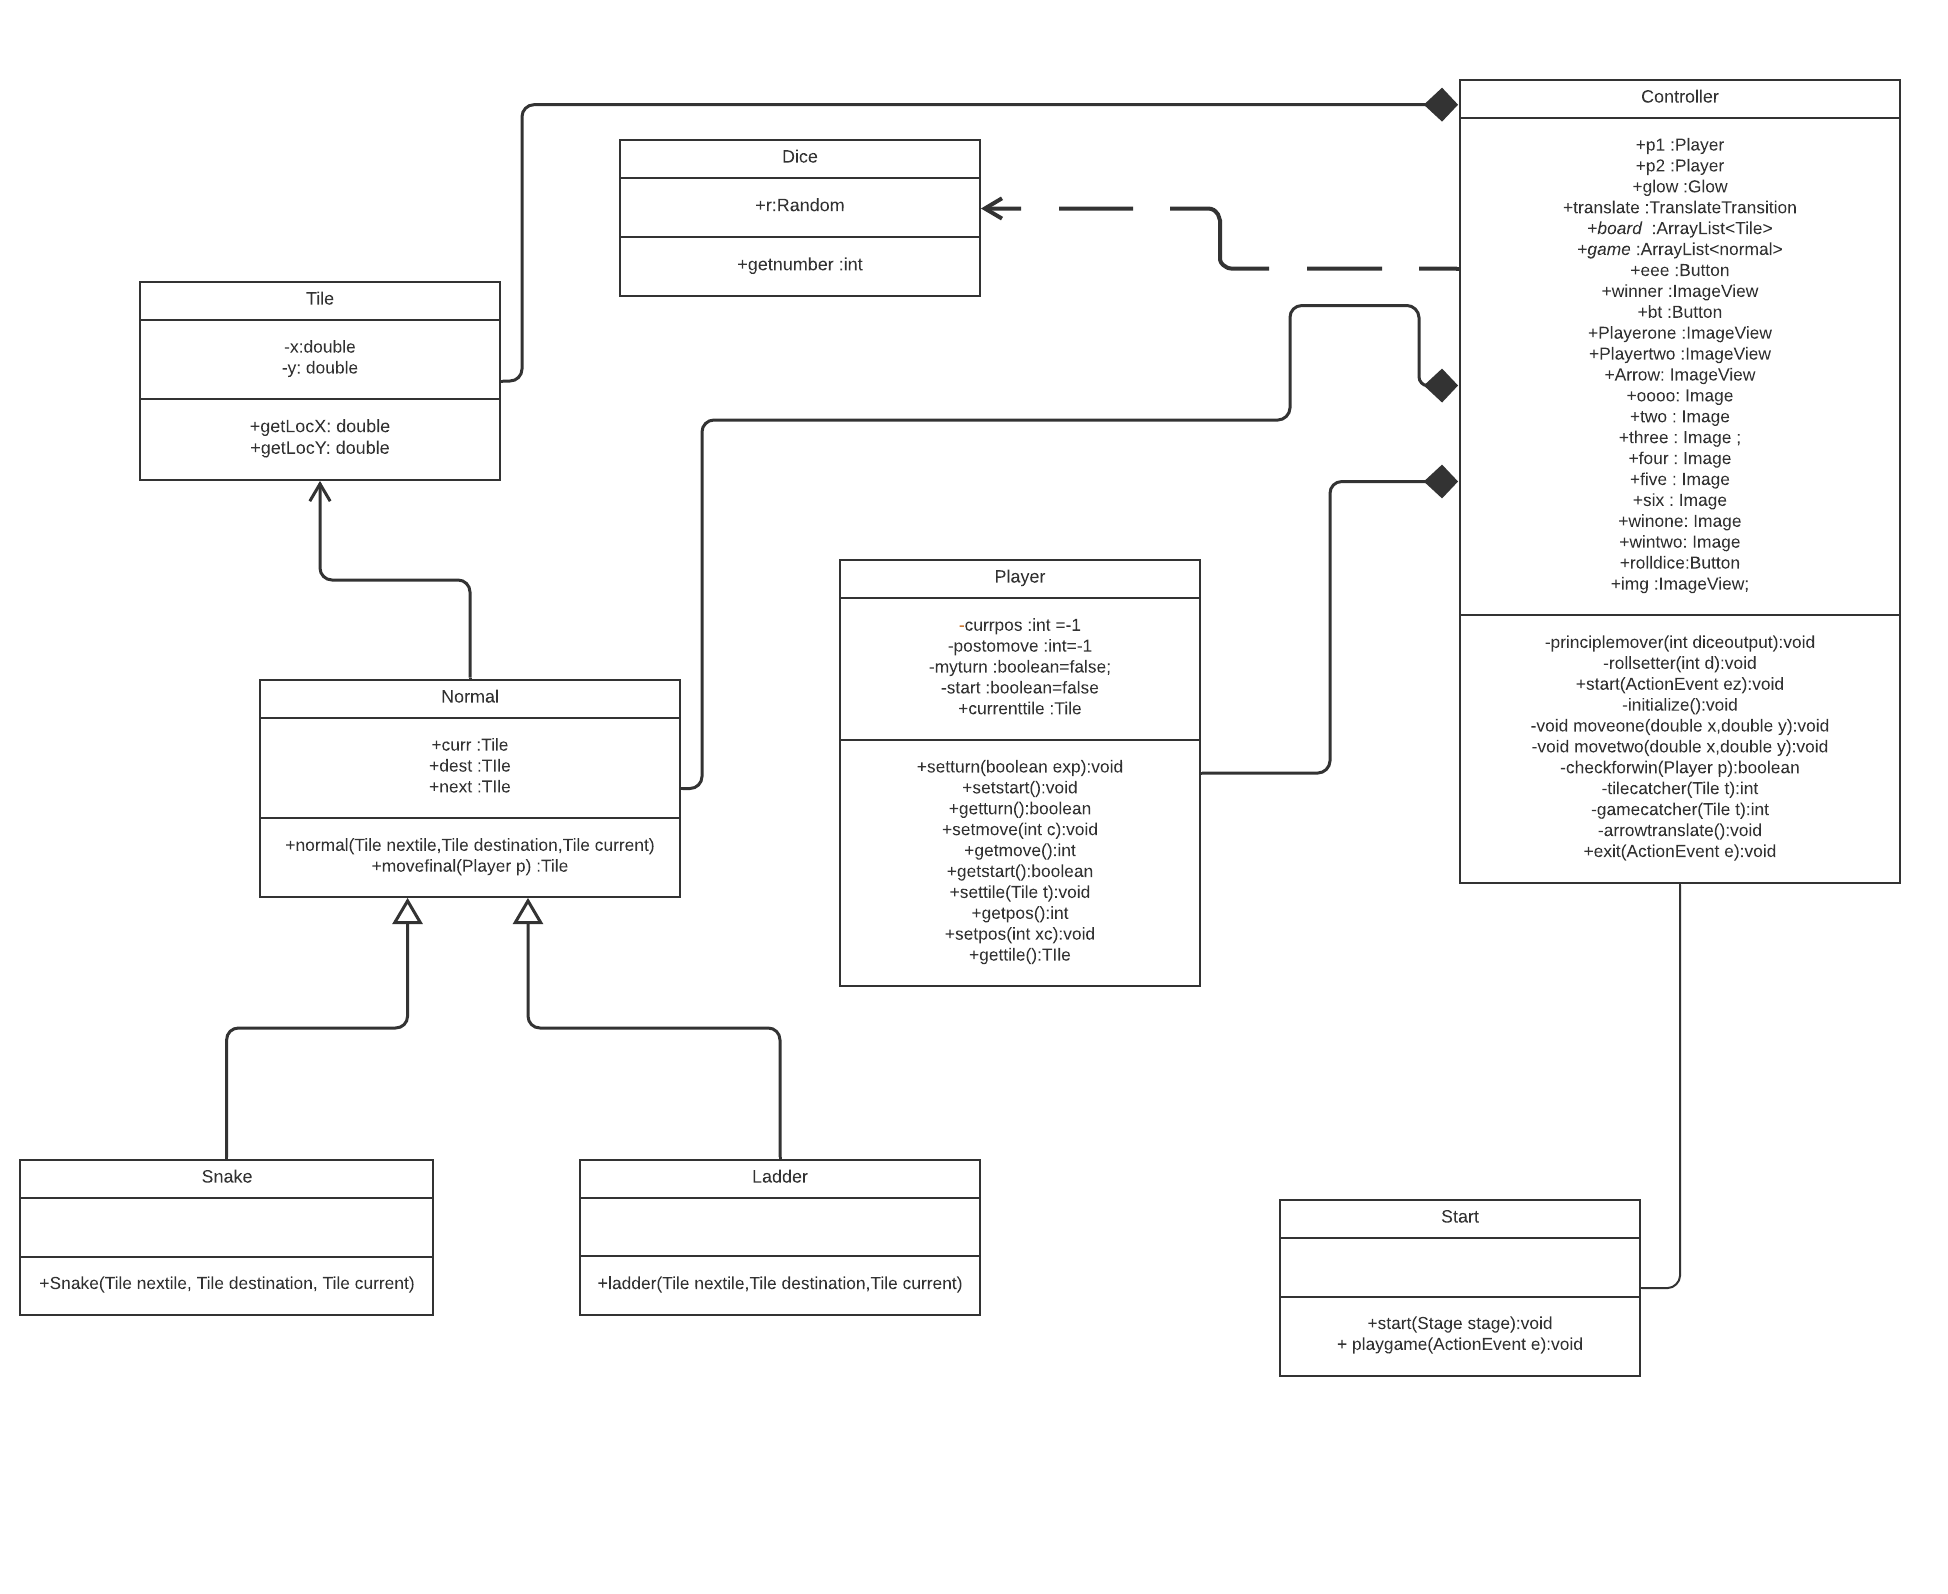 Controller
+p1 :Player
+p2 :Player
+glow :Glow
+translate :TranslateTransition
+board  :ArrayList<Tile>
+game :ArrayList<normal>
+eee :Button
+winner :ImageView
+bt :Button
+Playerone :ImageView
+Playertwo :ImageView
+Arrow: ImageView
+oooo: Image
+two : Image
+three : Image ;
+four : Image
+five : Image
+six : Image
+winone: Image
+wintwo: Image
+rolldice:Button
+img :ImageView;
-principlemover(int diceoutput):void
-rollsetter(int d):void
+start(ActionEvent ez):void
-initialize():void
-void moveone(double x,double y):void
-void movetwo(double x,double y):void
-checkforwin(Player p):boolean
-tilecatcher(Tile t):int
-gamecatcher(Tile t):int
-arrowtranslate():void
+exit(ActionEvent e):void
Dice
+r:Random
+getnumber :int
Tile
-x:double
-y: double
+getLocX: double
+getLocY: double
Player
-currpos :int =-1
-postomove :int=-1
-myturn :boolean=false;
-start :boolean=false
+currenttile :Tile
+setturn(boolean exp):void
+setstart():void
+getturn():boolean
+setmove(int c):void
+getmove():int
+getstart():boolean
+settile(Tile t):void
+getpos():int
+setpos(int xc):void
+gettile():TIle
Normal
+curr :Tile
+dest :TIle
+next :TIle
+normal(Tile nextile,Tile destination,Tile current)
+movefinal(Player p) :Tile
Snake
+Snake(Tile nextile, Tile destination, Tile current)
Ladder
+ladder(Tile nextile,Tile destination,Tile current)
Start
+start(Stage stage):void
+ playgame(ActionEvent e):void